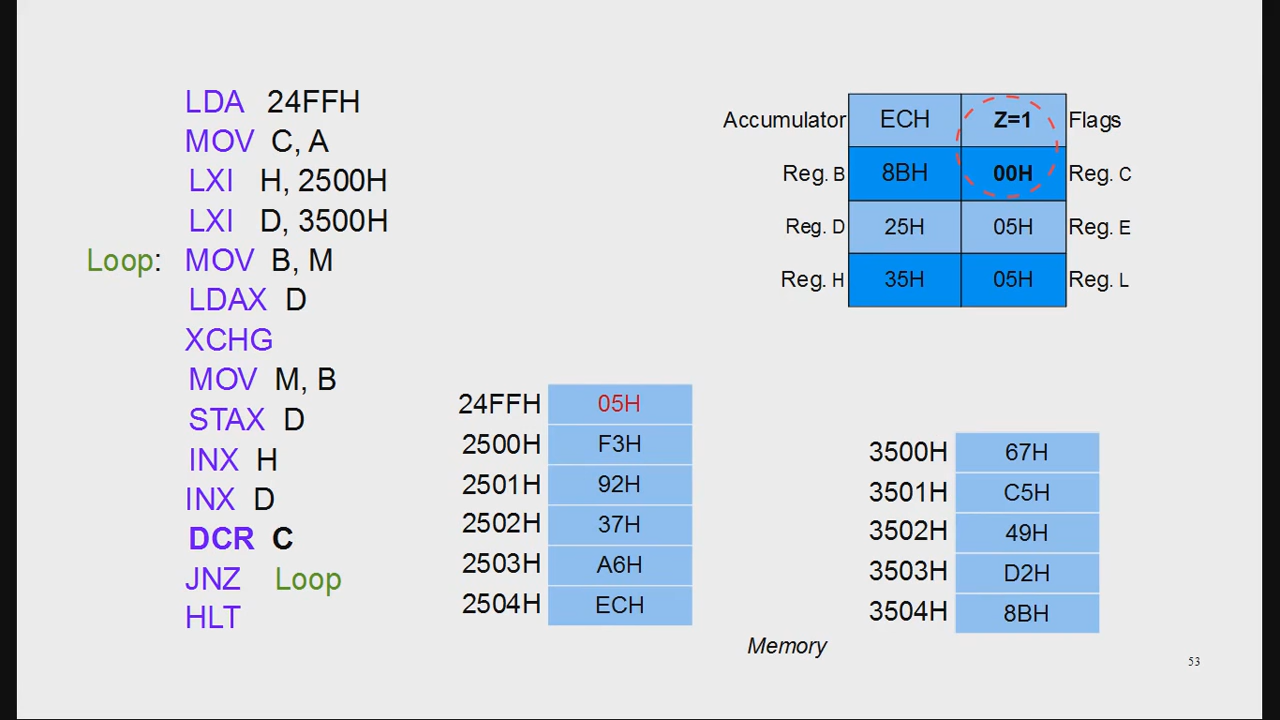 LDA 24FFH
MOV C, A
LXI H, 2500H
LXI D, 3500H
Loop: MOV B, M
LDAX D
XCHG
MOV M, B
STAX D
INX H
INX D
DCR C
JNZ Loop
HLT
Accumulator ECH Z=1 Flags
Reg. B 8BH 00H Reg. C
Reg. D 25H 05H Reg. E
Reg. H 35H 05H Reg. L
24FFH 05H
2500H F3H
2501H 92H
2502H 37H
2503H A6H
2504H ECH
3500H 67H
3501H C5H
3502H 49H
3503H D2H
3504H 8BH
Memory
53